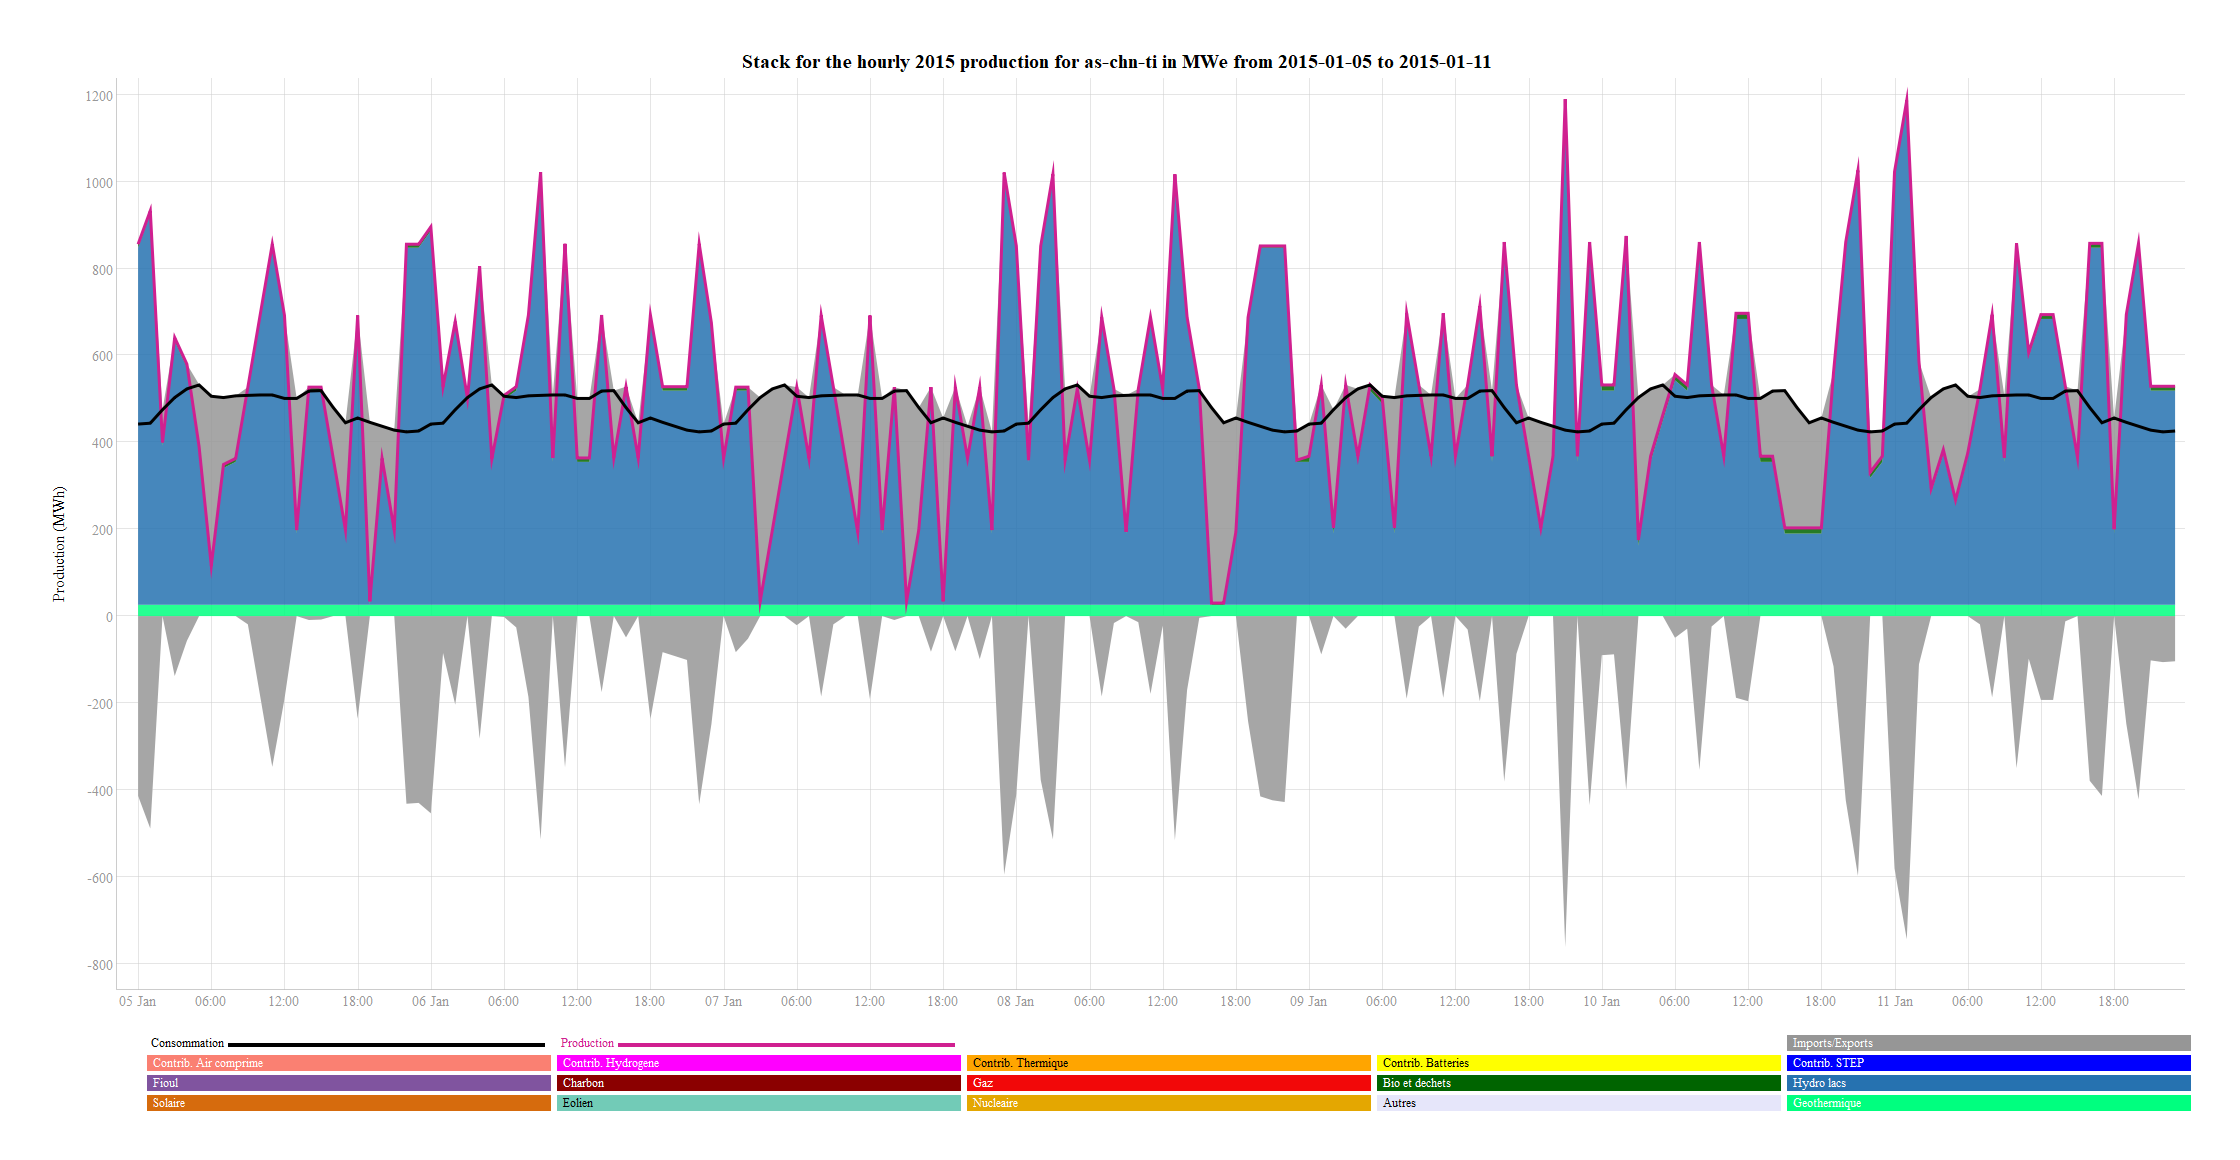 Stack for the hourly 2015 production for as-chn-ti in MWe from 2015-01-05 to 2015-01-11
Production (MWh)
1200
1000
800
600
400
200
0
-200
-400
-600
-800
05 Jan 06:00 12:00 18:00 06 Jan 06:00 12:00 18:00 07 Jan 06:00 12:00 18:00 08 Jan 06:00 12:00 18:00 09 Jan 06:00 12:00 18:00 10 Jan 06:00 12:00 18:00 11 Jan 06:00 12:00 18:00
Consommation Production Imports/Exports
Contrib. Air comprime Contrib. Hydrogene Contrib. Thermique Contrib. Batteries Contrib. STEP
Fioul Charbon Gaz Bio et dechets Hydro lacs
Solaire Eolien Nucleaire Autres Geothermique